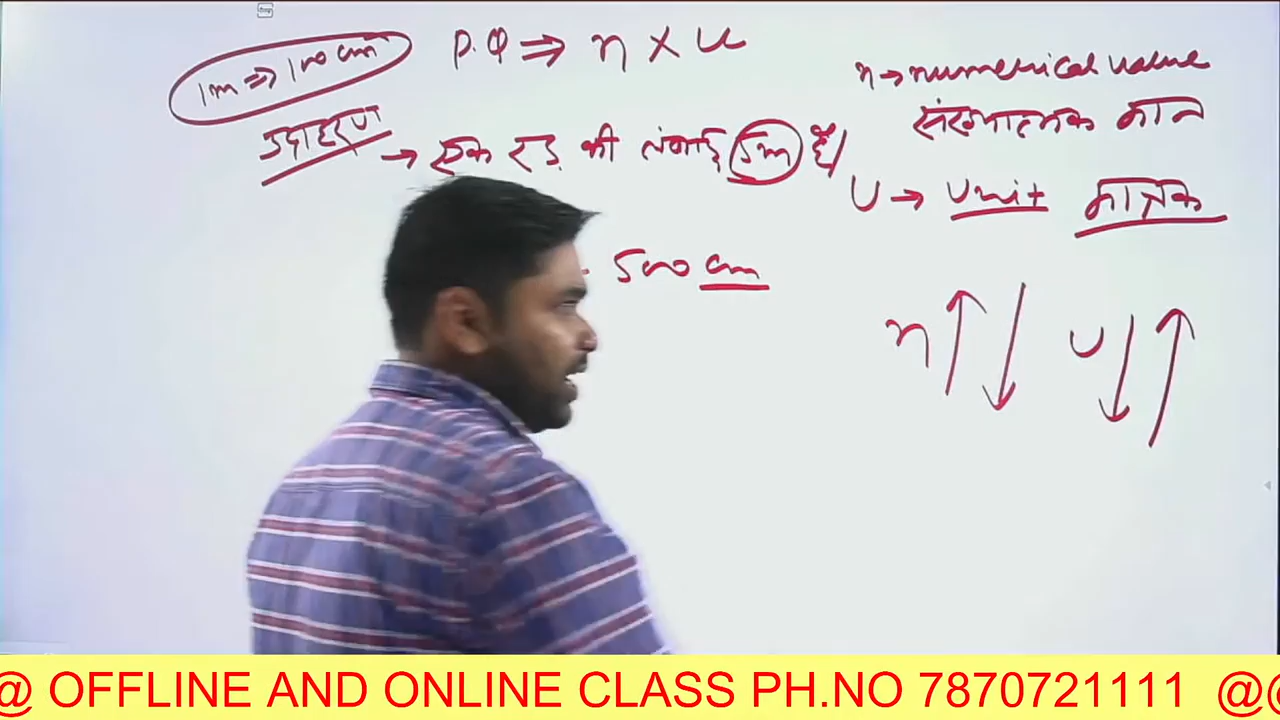 1m ⇒ 100 cm
P.Q ⇒ n × u
n → numerical value
संख्यात्मक मान
उदाहरण → एक रड की लंबाई 5m है।
U → Unit मात्रक
500 cm
n ↑ ↓ U ↓ ↑
@ OFFLINE AND ONLINE CLASS PH.NO 7870721111 @@